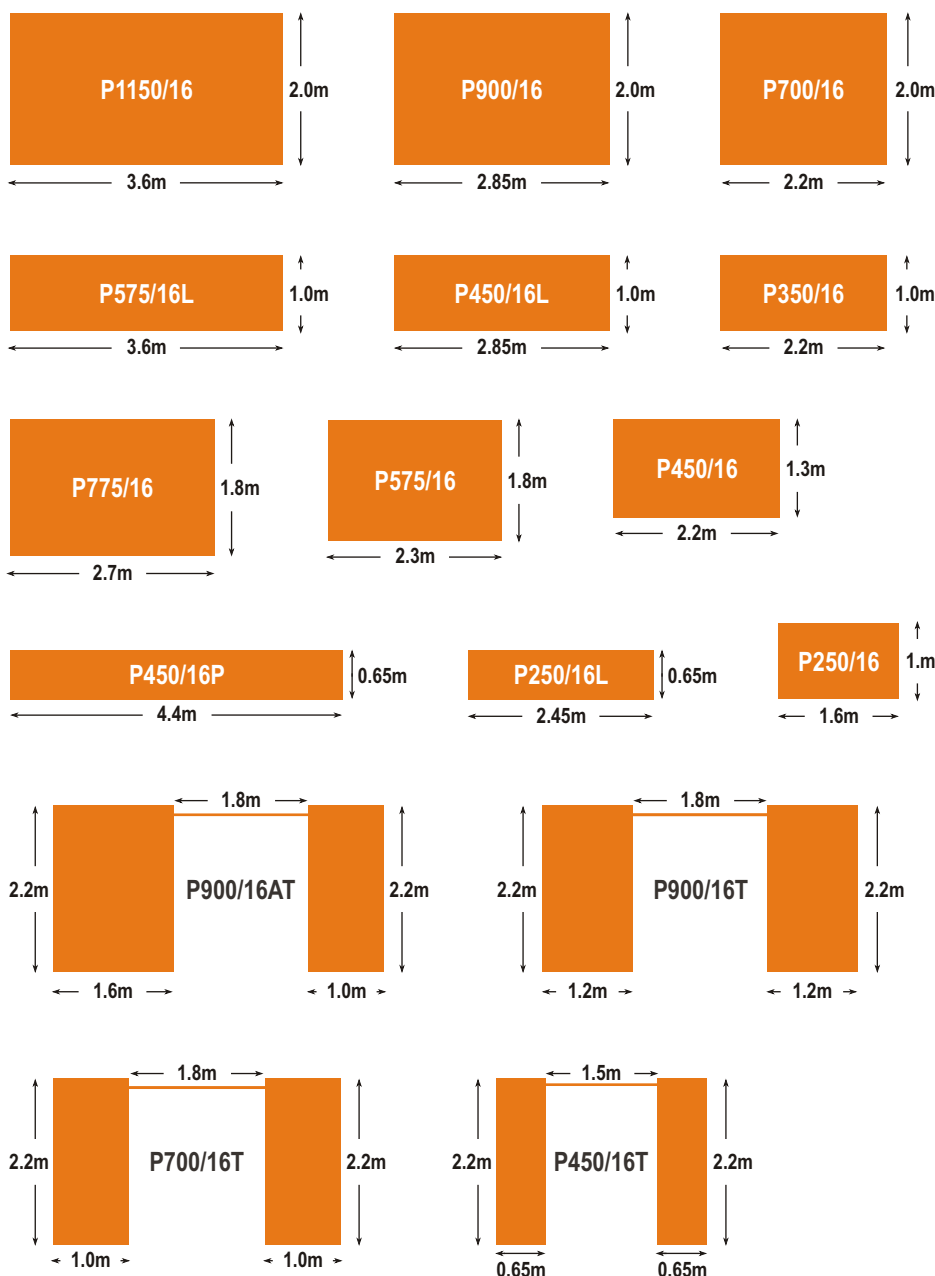 P1150/16
2.0m
3.6m
P900/16
2.0m
2.85m
P700/16
2.0m
2.2m
P575/16L
1.0m
3.6m
P450/16L
1.0m
2.85m
P350/16
1.0m
2.2m
P775/16
1.8m
2.7m
P575/16
1.8m
2.3m
P450/16
1.3m
2.2m
P450/16P
0.65m
4.4m
P250/16L
0.65m
2.45m
P250/16
1.m
1.6m
1.8m
2.2m
P900/16AT
2.2m
1.6m
1.0m
1.8m
2.2m
P900/16T
2.2m
1.2m
1.2m
1.8m
2.2m
P700/16T
2.2m
1.0m
1.0m
1.5m
2.2m
P450/16T
2.2m
0.65m
0.65m